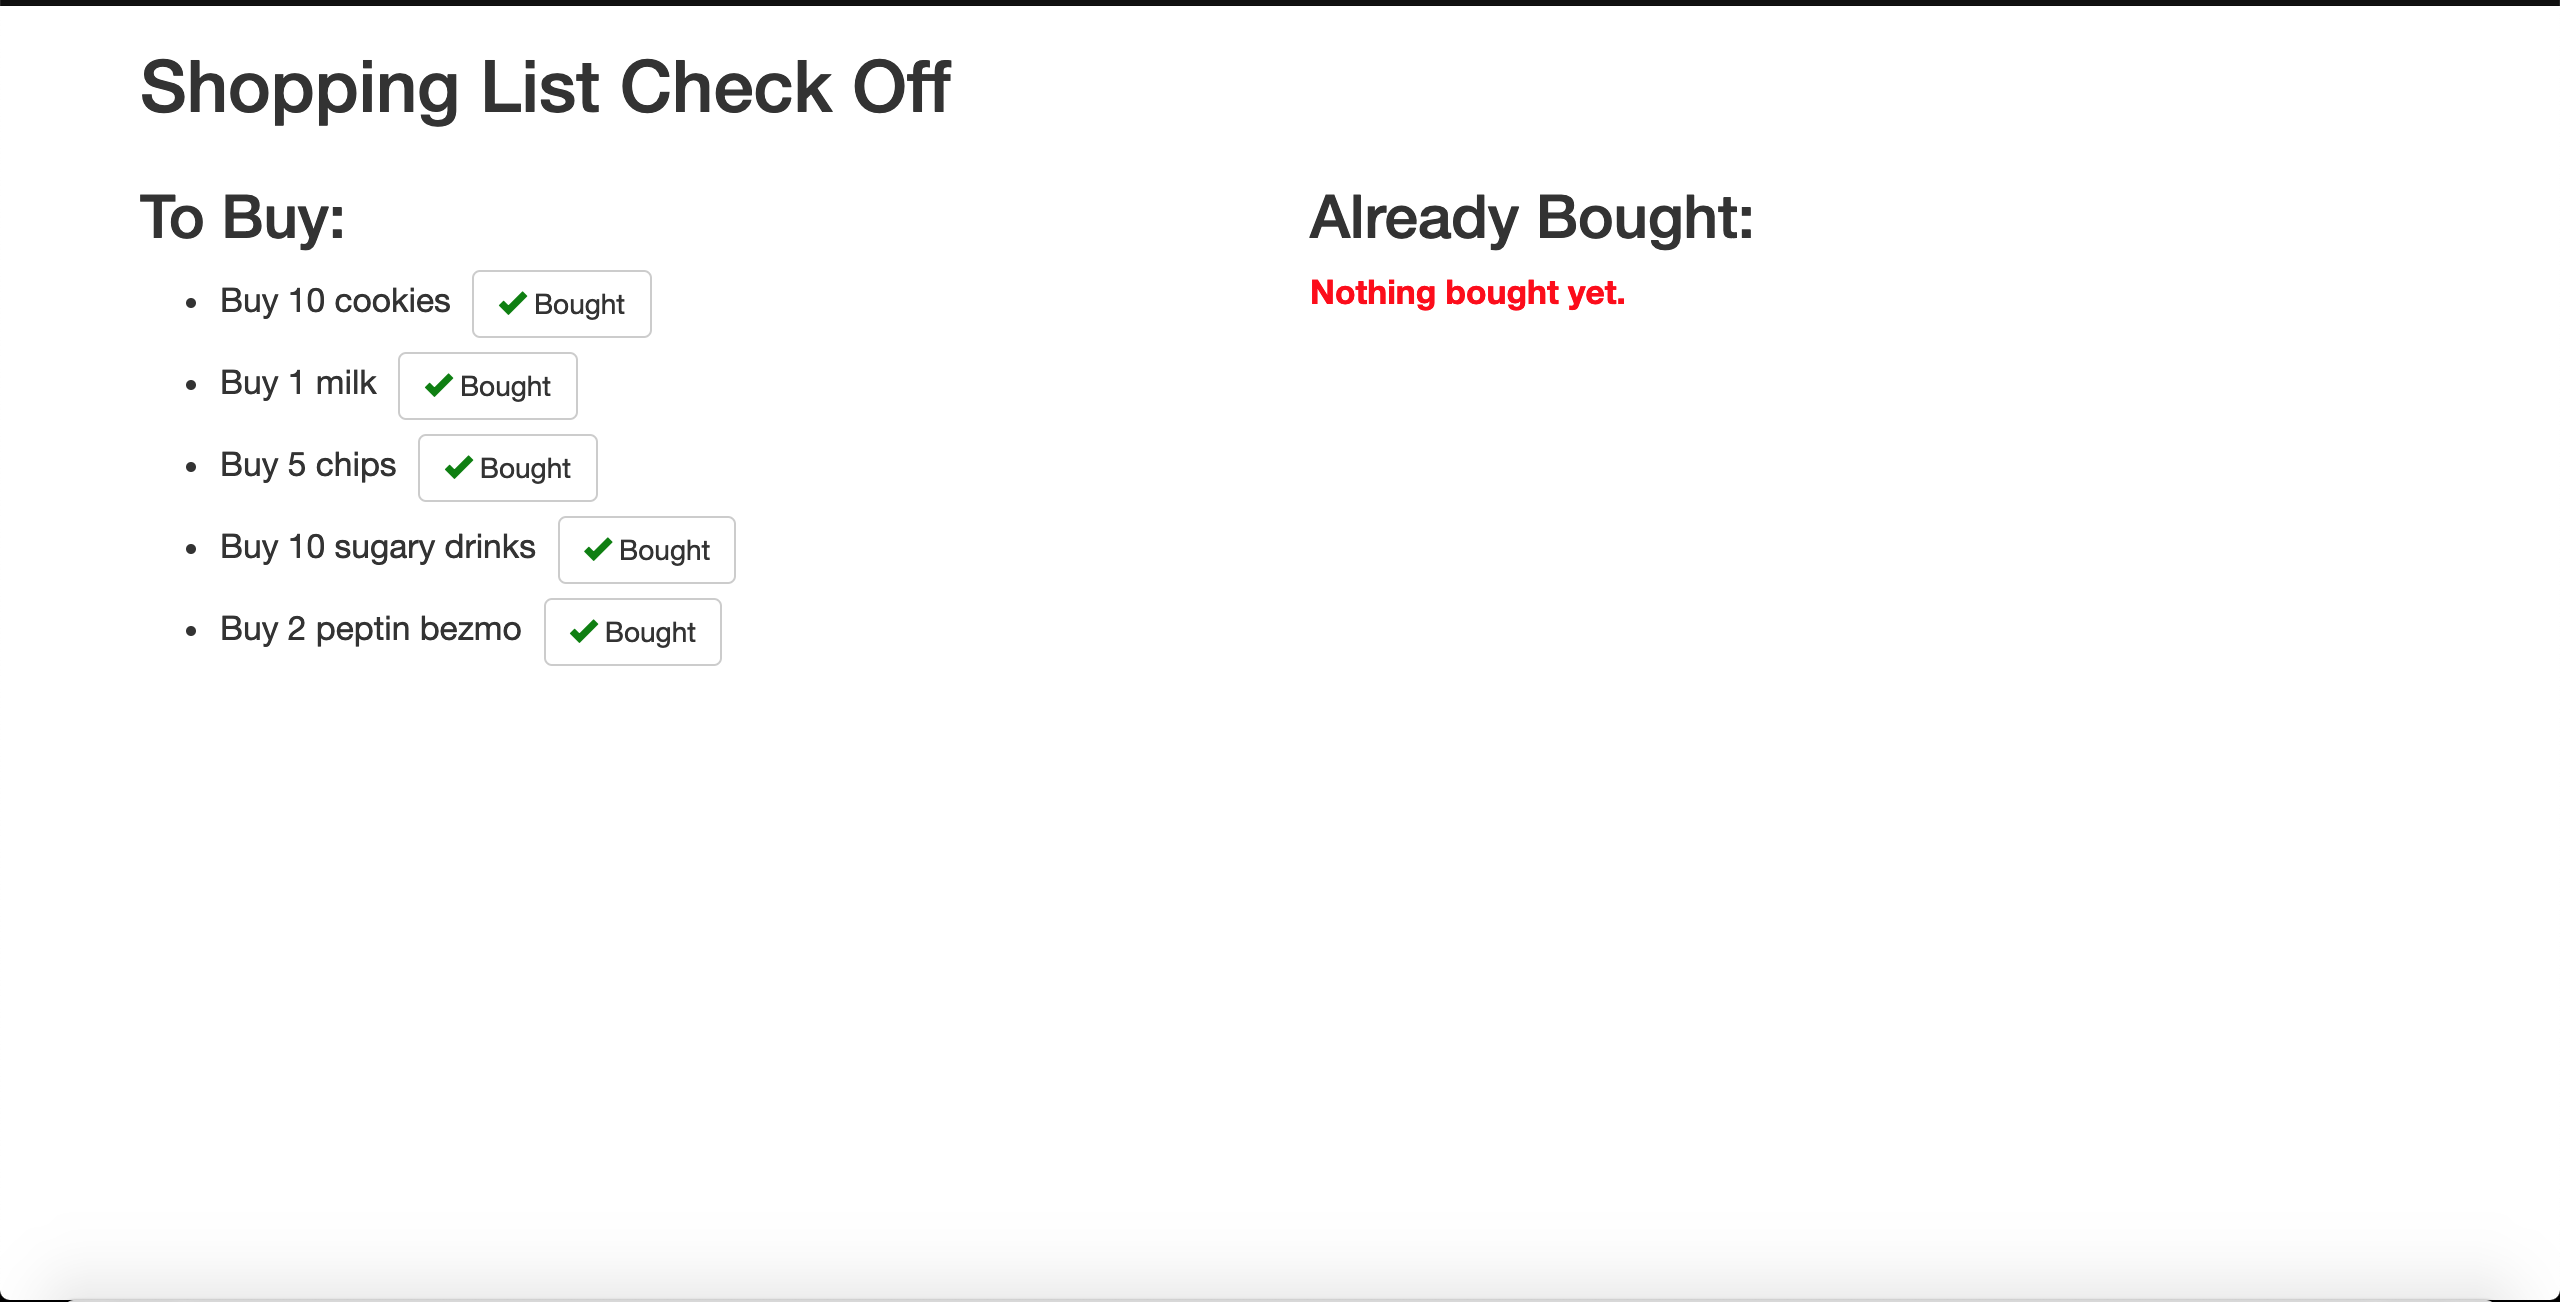 Shopping List Check Off
To Buy:
Buy 10 cookies Bought
Buy 1 milk Bought
Buy 5 chips Bought
Buy 10 sugary drinks Bought
Buy 2 peptin bezmo Bought
Already Bought:
Nothing bought yet.